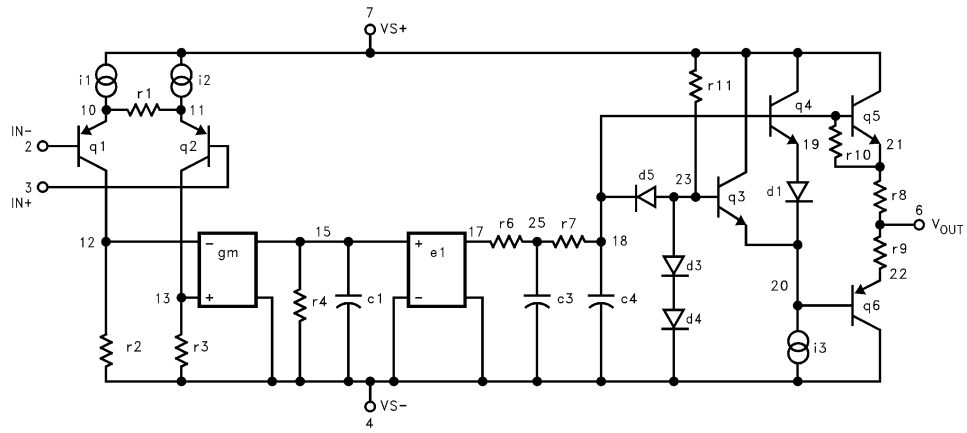 7
VS+
i1
i2
r1
r11
10
11
q4
q5
IN-
2
q1
q2
19
21
r10
3
IN+
d5
23
q3
d1
r8
6
VOUT
12
15
17
r6
25
r7
18
r9
gm
e1
-
+
22
13
+
-
d3
20
q6
r4
c1
c3
c4
d4
r2
r3
i3
VS-
4